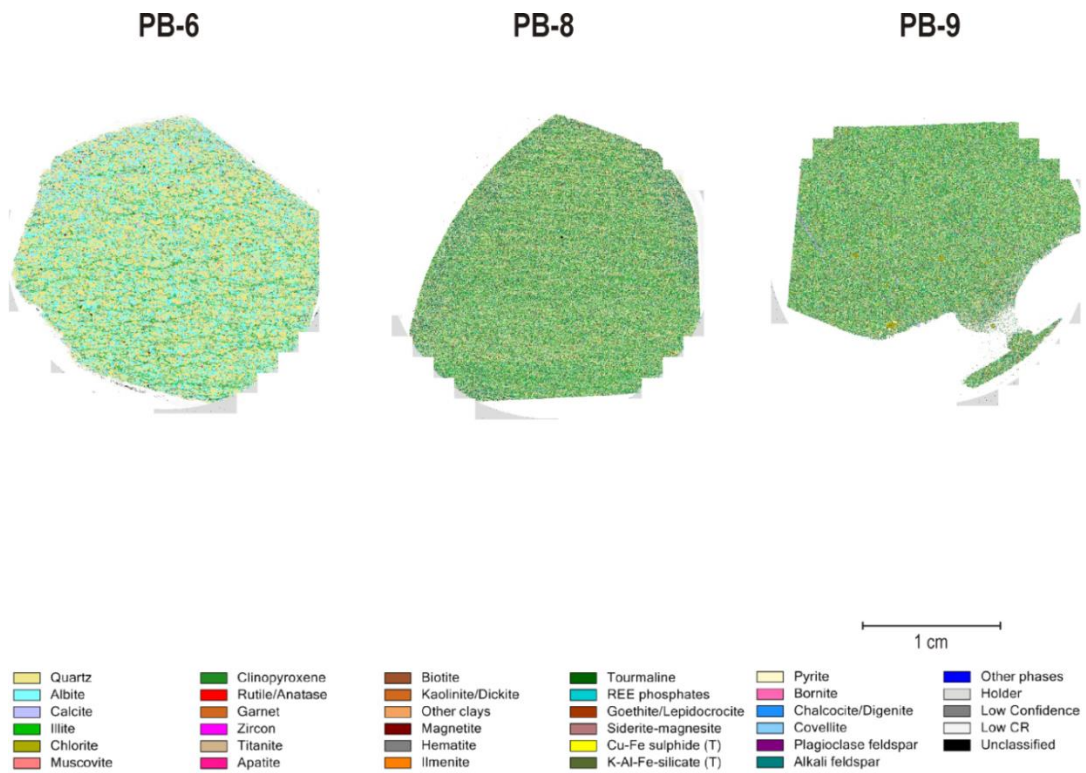 PB-6 PB-8 PB-9
1 cm
Quartz Clinopyroxene Biotite Tourmaline Pyrite Other phases
Albite Rutile/Anatase Kaolinite/Dickite REE phosphates Bornite Holder
Calcite Garnet Other clays Goethite/Lepidocrocite Chalcocite/Digenite Low Confidence
Illite Zircon Magnetite Siderite-magnesite Covellite Low CR
Chlorite Titanite Hematite Cu-Fe sulphide (T) Plagioclase feldspar Unclassified
Muscovite Apatite Ilmenite K-Al-Fe-silicate (T) Alkali feldspar